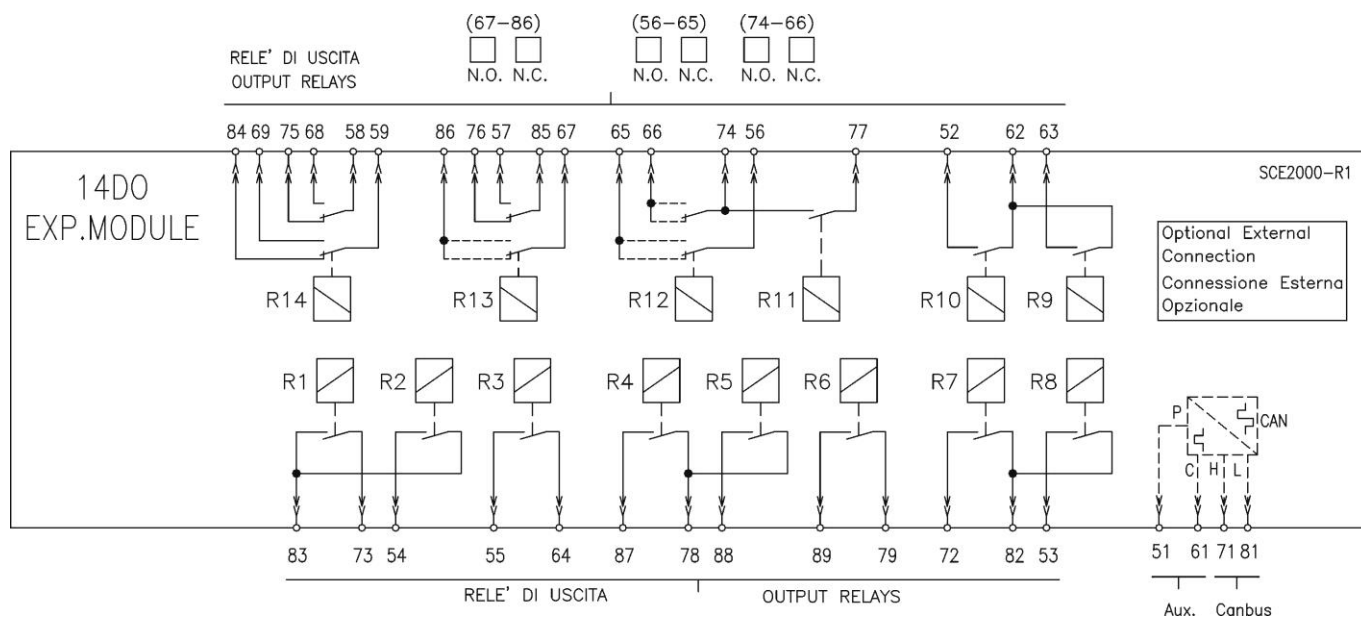 (67-86) (56-65) (74-66)
N.O. N.C. N.O. N.C. N.O. N.C.
RELE' DI USCITA
OUTPUT RELAYS
84 69 75 68 58 59 86 76 57 85 67 65 66 74 56 77 52 62 63
14DO
EXP.MODULE
SCE2000-R1
Optional External
Connection
Connessione Esterna
Opzionale
R14 R13 R12 R11 R10 R9
R1 R2 R3 R4 R5 R6 R7 R8
P CAN
C H L
83 73 54 55 64 87 78 88 89 79 72 82 53 51 61 71 81
RELE' DI USCITA OUTPUT RELAYS
Aux. Canbus